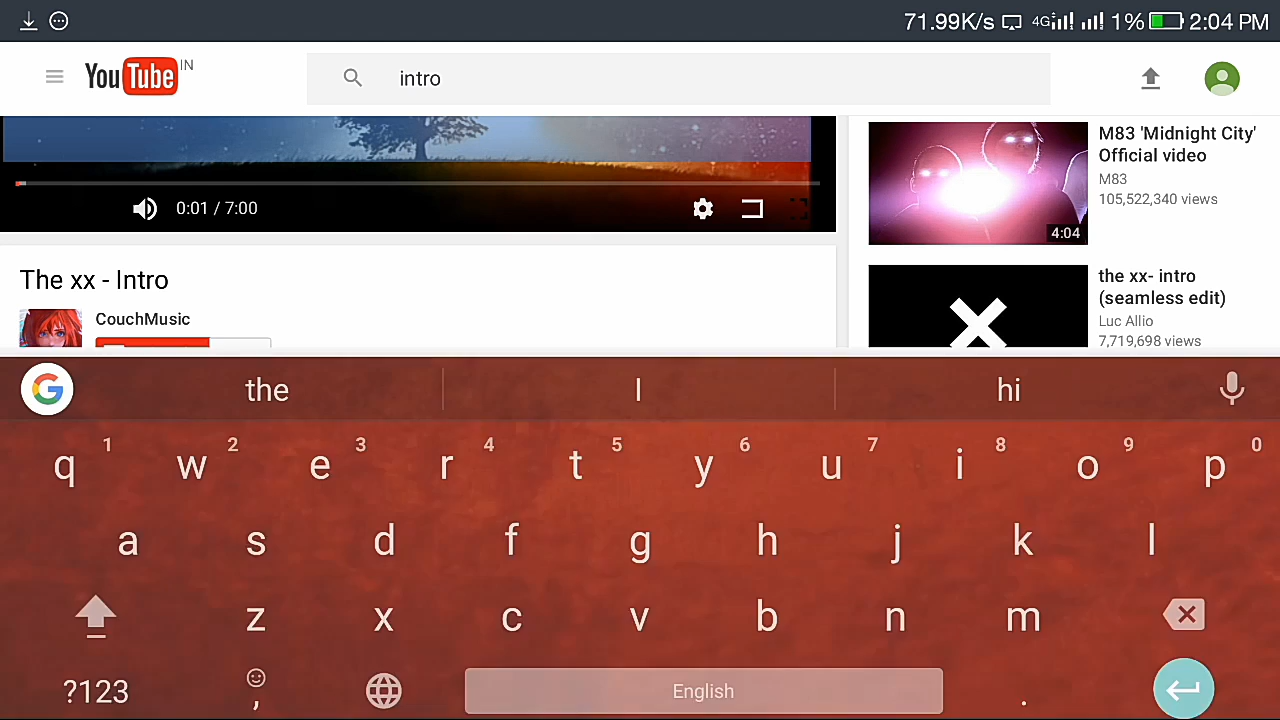 71.99K/s 4G 1% 2:04 PM
YouTube IN
intro
0:01 / 7:00
The xx - Intro
CouchMusic
M83 'Midnight City'
Official video
M83
105,522,340 views
4:04
the xx- intro
(seamless edit)
Luc Allio
7,719,698 views
the I hi
q 1 w 2 e 3 r 4 t 5 y 6 u 7 i 8 o 9 p 0
a s d f g h j k l
z x c v b n m
?123 , English .